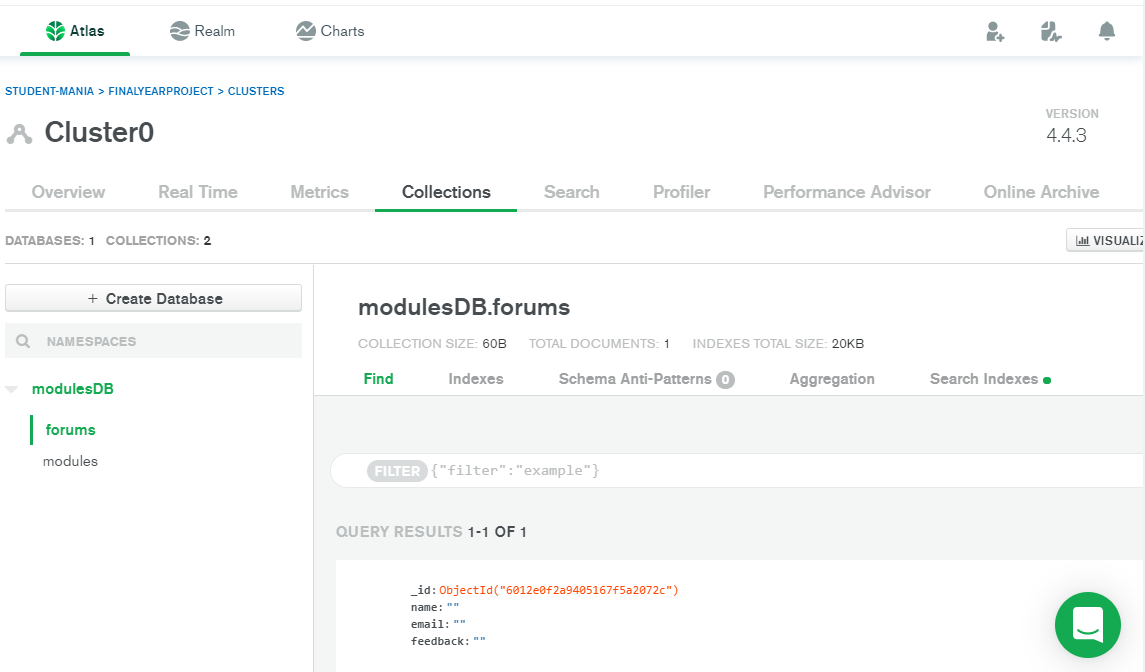 Atlas Realm Charts
STUDENT-MANIA > FINALYEARPROJECT > CLUSTERS
Cluster0
VERSION
4.4.3
Overview Real Time Metrics Collections Search Profiler Performance Advisor Online Archive
DATABASES: 1 COLLECTIONS: 2
VISUALIZ
+ Create Database
NAMESPACES
modulesDB
forums
modules
modulesDB.forums
COLLECTION SIZE: 60B TOTAL DOCUMENTS: 1 INDEXES TOTAL SIZE: 20KB
Find Indexes Schema Anti-Patterns 0 Aggregation Search Indexes
FILTER {"filter":"example"}
QUERY RESULTS 1-1 OF 1
_id: ObjectId("6012e0f2a9405167f5a2072c")
name: ""
email: ""
feedback: ""